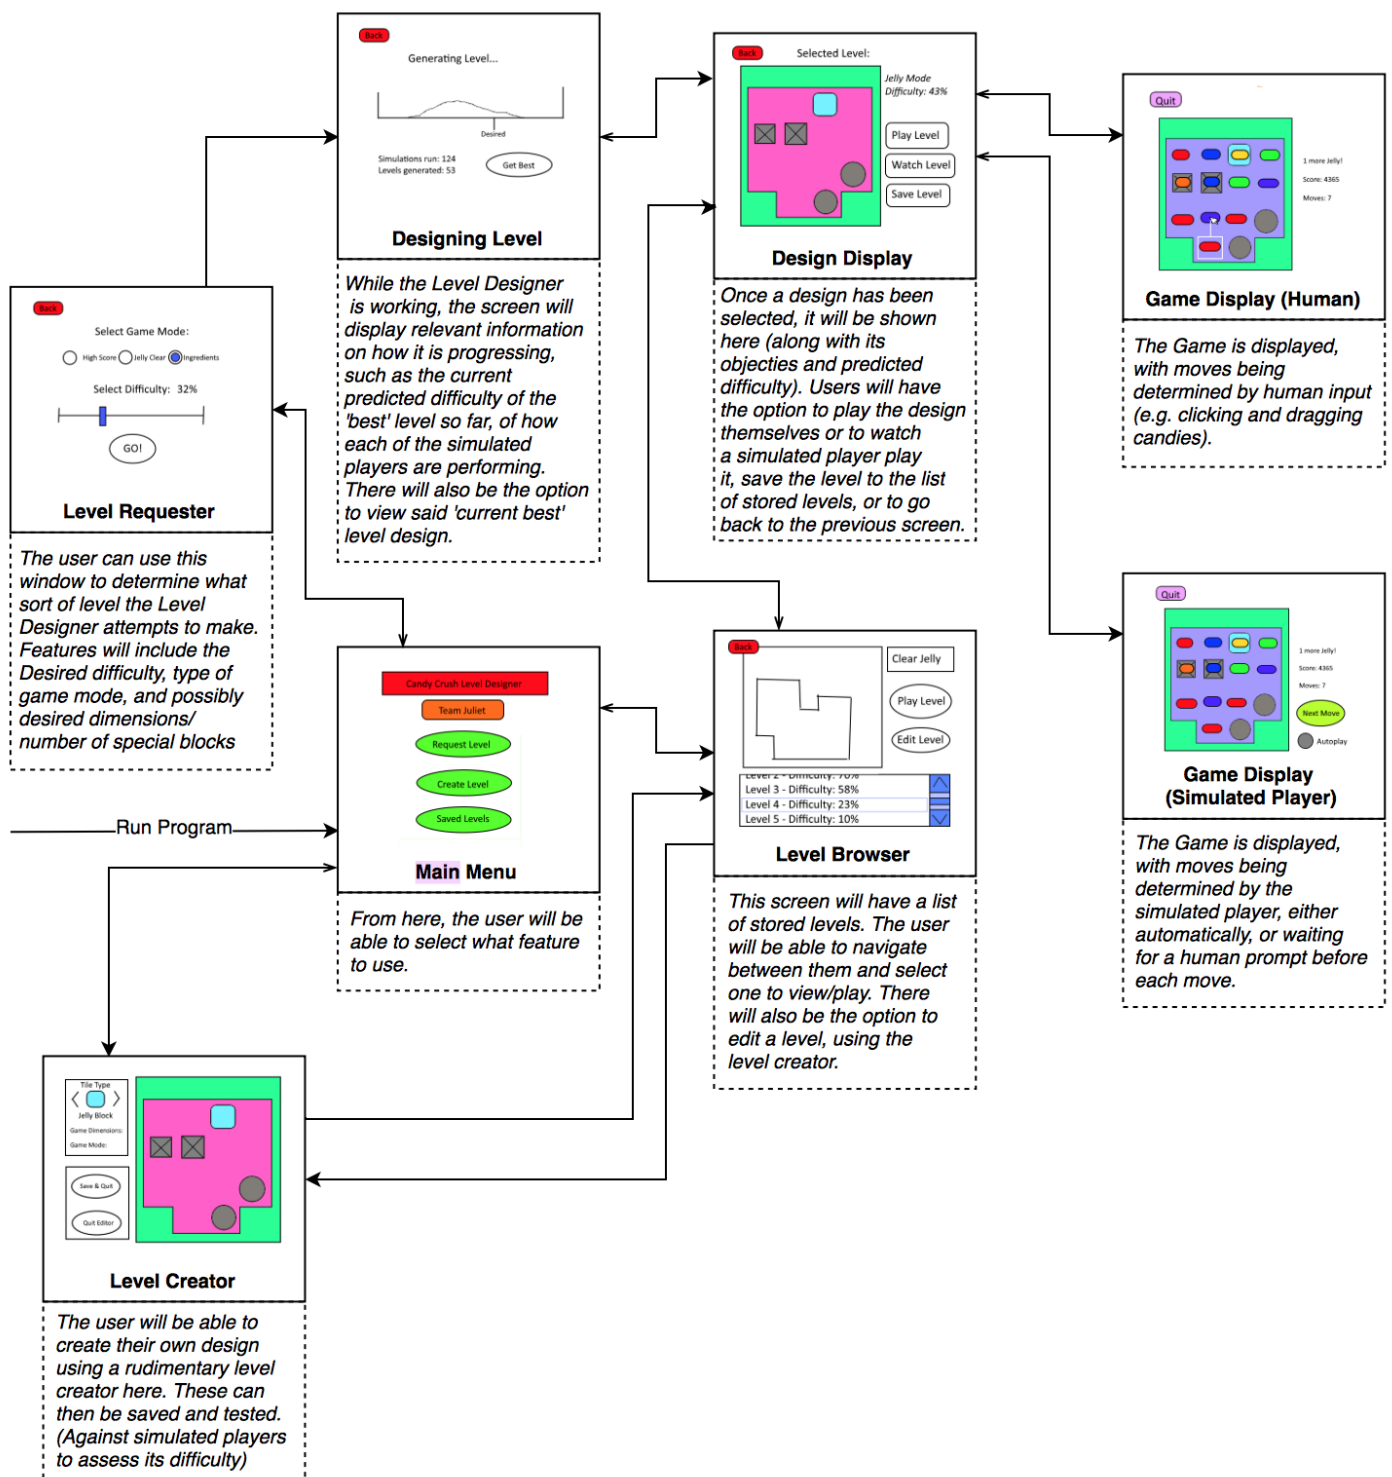 Back
Generating Level...
Desired
Simulations run: 124
Levels generated: 53
Get Best
Designing Level
While the Level Designer
is working, the screen will
display relevant information
on how it is progressing,
such as the current
predicted difficulty of the
'best' level so far, of how
each of the simulated
players are performing.
There will also be the option
to view said 'current best'
level design.
Back
Selected Level:
Jelly Mode
Difficulty: 43%
Play Level
Watch Level
Save Level
Design Display
Once a design has been
selected, it will be shown
here (along with its
objecties and predicted
difficulty). Users will have
the option to play the design
themselves or to watch
a simulated player play
it, save the level to the list
of stored levels, or to go
back to the previous screen.
Quit
1 more Jelly!
Score: 4365
Moves: 7
Game Display (Human)
The Game is displayed,
with moves being
determined by human input
(e.g. clicking and dragging
candies).
Back
Select Game Mode:
High Score Jelly Clear Ingredients
Select Difficulty: 32%
GO!
Level Requester
The user can use this
window to determine what
sort of level the Level
Designer attempts to make.
Features will include the
Desired difficulty, type of
game mode, and possibly
desired dimensions/
number of special blocks
Quit
1 more Jelly!
Score: 4365
Moves: 7
Next Move
Autoplay
Game Display
(Simulated Player)
The Game is displayed,
with moves being
determined by the
simulated player, either
automatically, or waiting
for a human prompt before
each move.
Run Program
Candy Crush Level Designer
Team Juliet
Request Level
Create Level
Saved Levels
Main Menu
From here, the user will be
able to select what feature
to use.
Back
Clear Jelly
Play Level
Edit Level
Level 2 - Difficulty: 70%
Level 3 - Difficulty: 58%
Level 4 - Difficulty: 23%
Level 5 - Difficulty: 10%
Level Browser
This screen will have a list
of stored levels. The user
will be able to navigate
between them and select
one to view/play. There
will also be the option to
edit a level, using the
level creator.
Tile Type
Jelly Block
Game Dimensions:
Game Mode:
Save & Quit
Quit Editor
Level Creator
The user will be able to
create their own design
using a rudimentary level
creator here. These can
then be saved and tested.
(Against simulated players
to assess its difficulty)